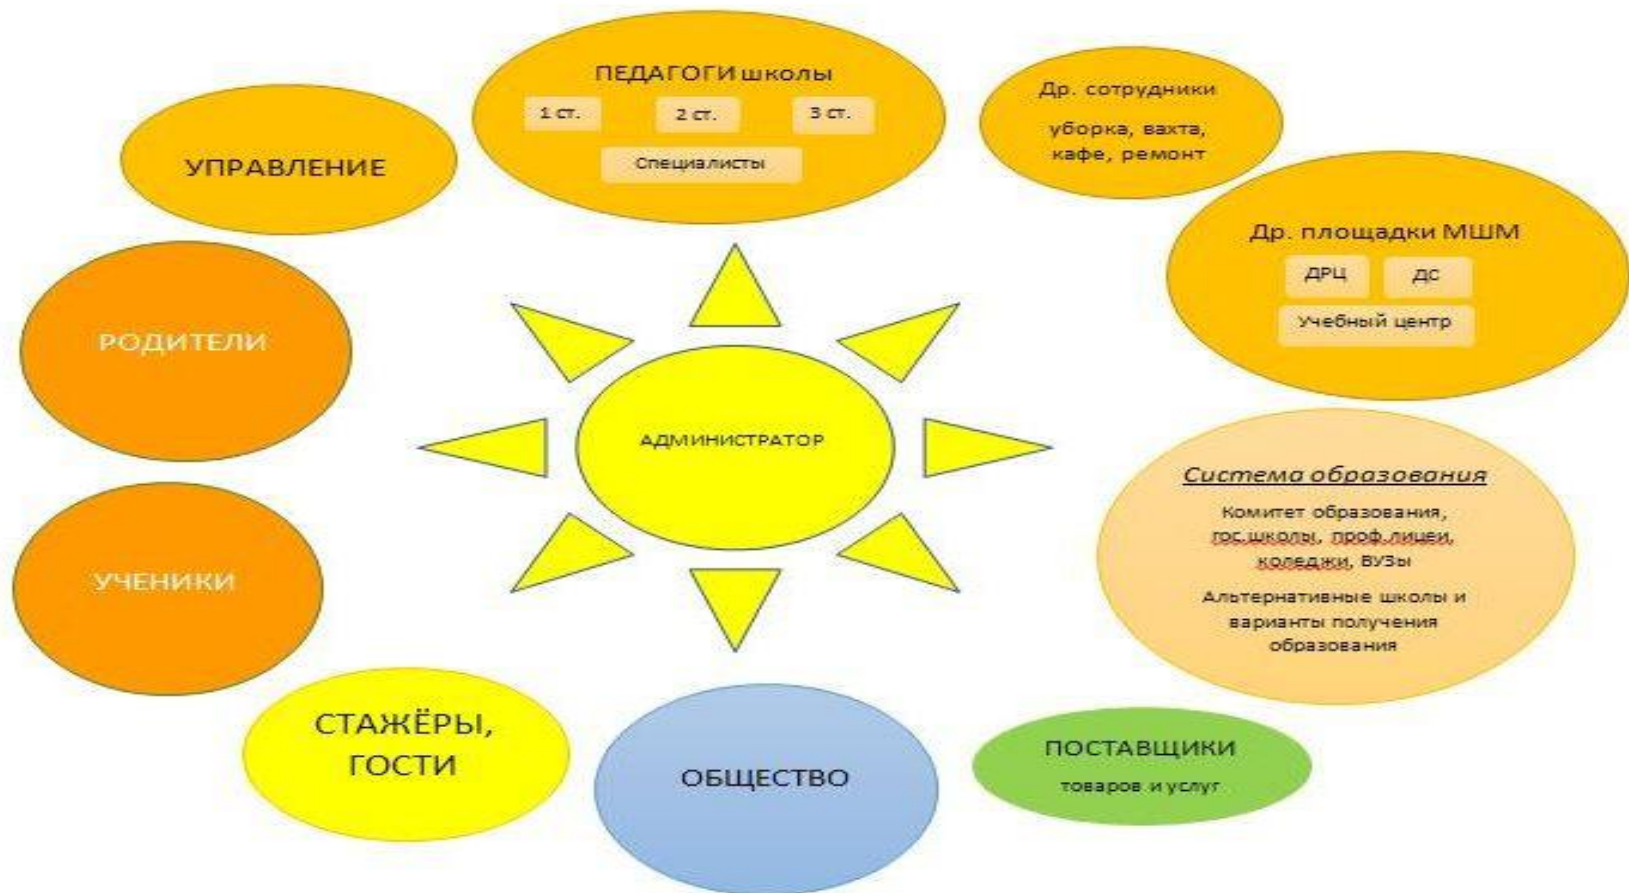 ПЕДАГОГИ школы
1 ст.
2 ст.
3 ст.
Специалисты
Др. сотрудники
уборка, вахта,
кафе, ремонт
УПРАВЛЕНИЕ
Др. площадки МШМ
ДРЦ
ДС
Учебный центр
РОДИТЕЛИ
АДМИНИСТРАТОР
Система образования
Комитет образования,
гос.школы, проф.лицеи,
коледжи, ВУЗы
Альтернативные школы и
варианты получения
образования
УЧЕНИКИ
СТАЖЁРЫ,
ГОСТИ
ОБЩЕСТВО
ПОСТАВЩИКИ
товаров и услуг